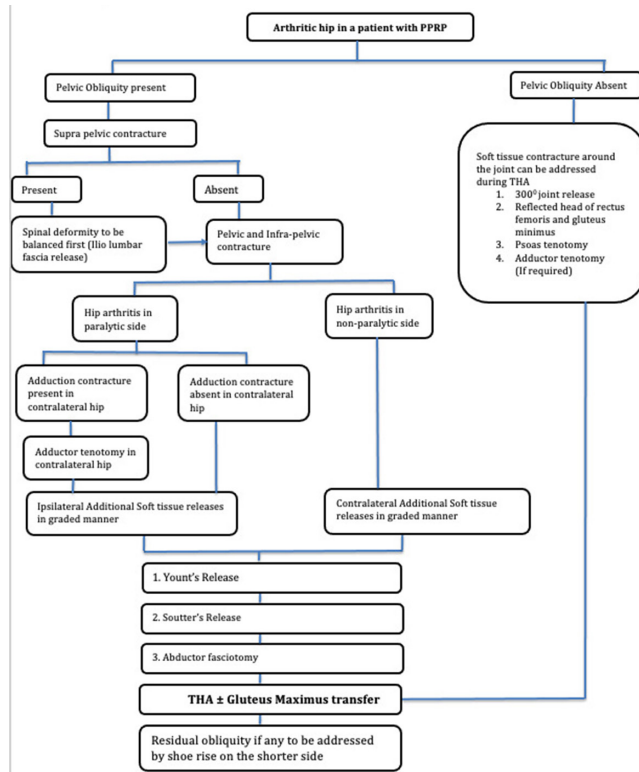 Arthritic hip in a patient with PPRP
Pelvic Obliquity present
Pelvic Obliquity Absent
Supra pelvic contracture
Soft tissue contracture around
the joint can be addressed
during THA
1. 300⁰ joint release
2. Reflected head of rectus
femoris and gluteus
minimus
3. Psoas tenotomy
4. Adductor tenotomy
(If required)
Present
Absent
Spinal deformity to be
balanced first (Ilio lumbar
fascia release)
Pelvic and Infra-pelvic
contracture
Hip arthritis in
paralytic side
Hip arthritis in
non-paralytic side
Adduction contracture
present in
contralateral hip
Adduction contracture
absent in contralateral
hip
Adductor tenotomy in
contralateral hip
Ipsilateral Additional Soft tissue releases
in graded manner
Contralateral Additional Soft tissue
releases in graded manner
1. Yount's Release
2. Soutter's Release
3. Abductor fasciotomy
THA ± Gluteus Maximus transfer
Residual obliquity if any to be addressed
by shoe rise on the shorter side